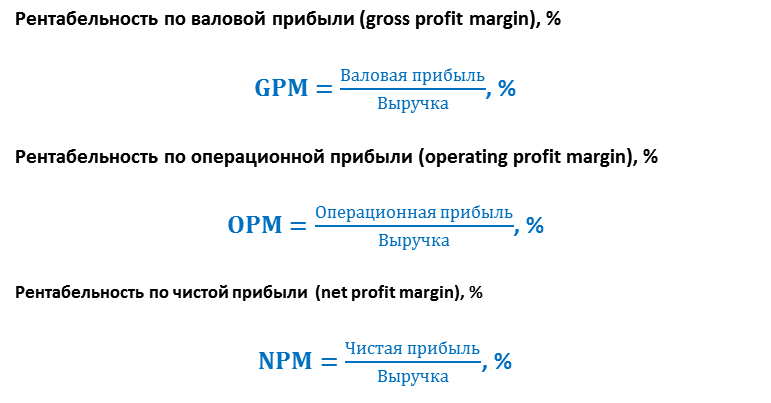 Рентабельность по валовой прибыли (gross profit margin), %
GPM = Валовая прибыль / Выручка, %
Рентабельность по операционной прибыли (operating profit margin), %
OPM = Операционная прибыль / Выручка, %
Рентабельность по чистой прибыли (net profit margin), %
NPM = Чистая прибыль / Выручка, %